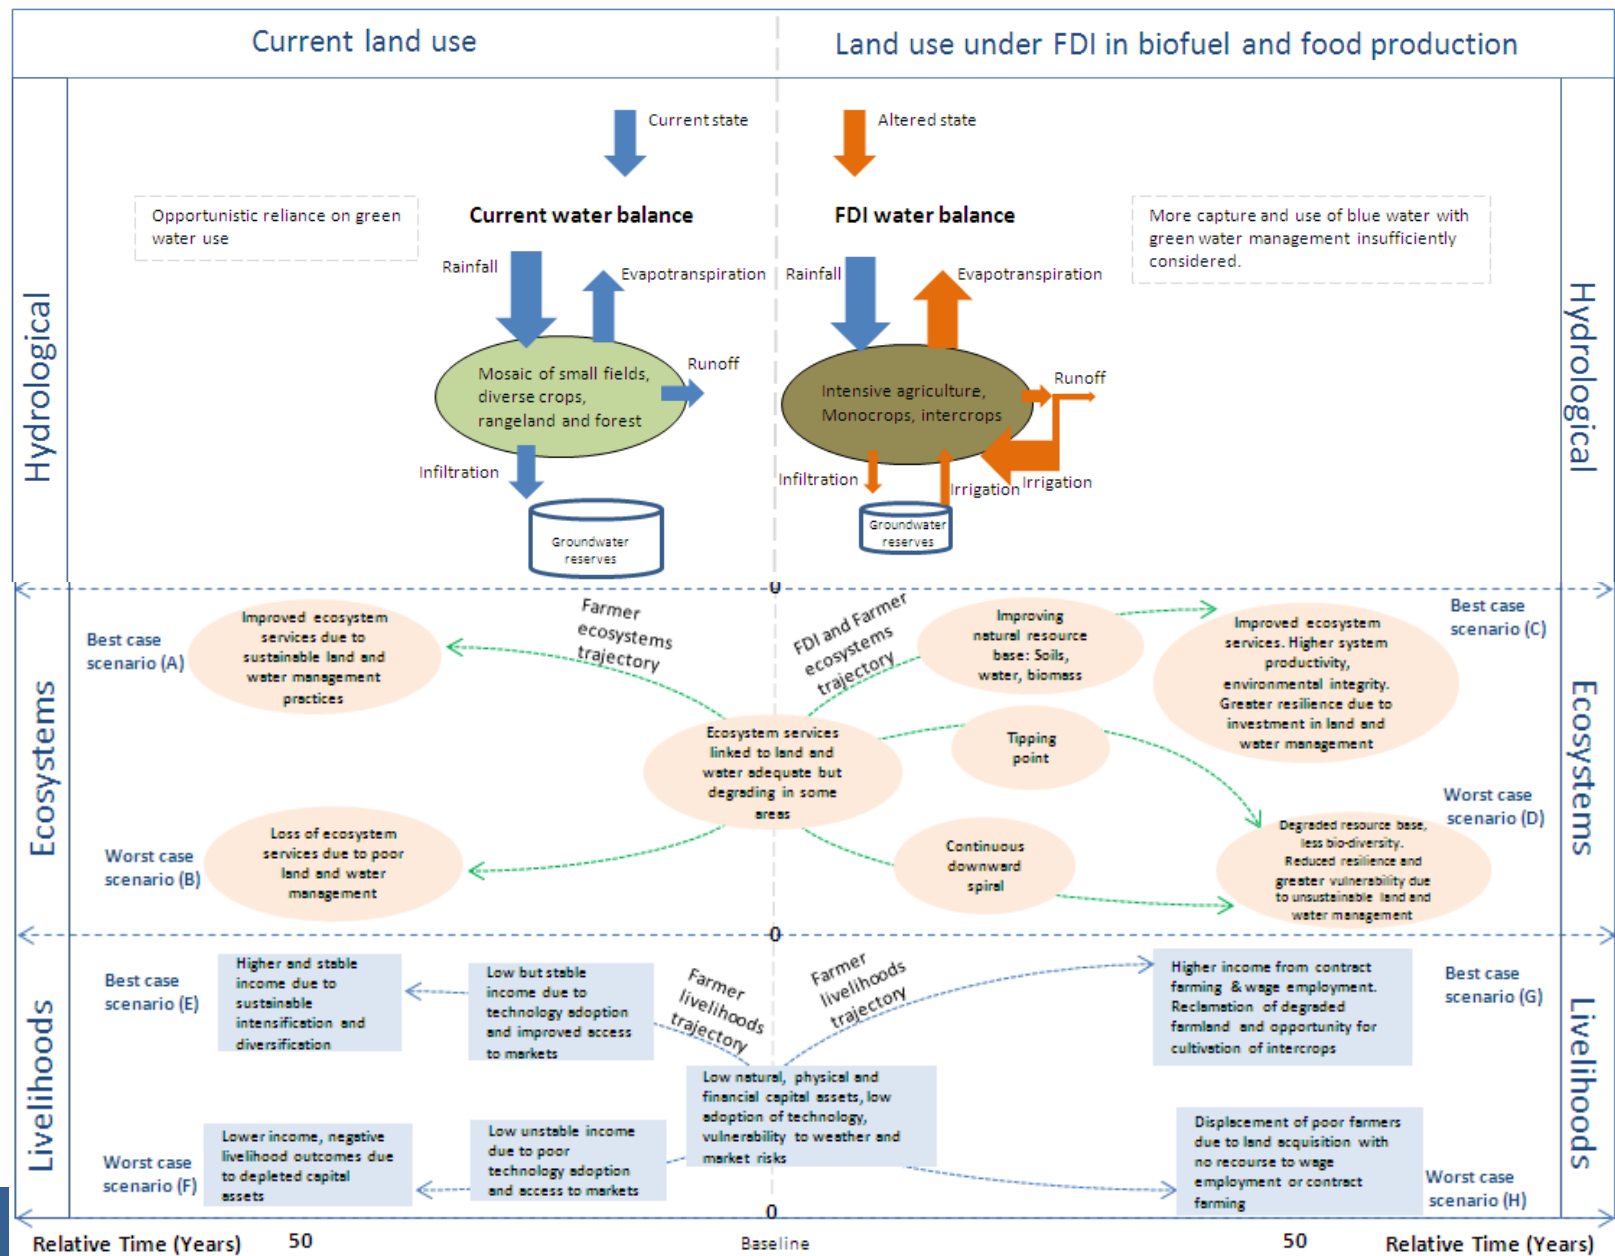 Current land use
Land use under FDI in biofuel and food production
Hydrological
Current state
Altered state
Opportunistic reliance on green
water use
Current water balance
FDI water balance
More capture and use of blue water with
green water management insufficiently
considered.
Rainfall
Evapotranspiration
Rainfall
Evapotranspiration
Mosaic of small fields,
diverse crops,
rangeland and forest
Runoff
Intensive agriculture,
Monocrops, intercrops
Runoff
Infiltration
Infiltration
Irrigation
Irrigation
Groundwater
reserves
Groundwater
reserves
Hydrological
0
Ecosystems
Best case
scenario (A)
Improved ecosystem
services due to
sustainable land and
water management
practices
Farmer
ecosystems
trajectory
FDI and Farmer
ecosystems
trajectory
Improving
natural resource
base: Soils,
water, biomass
Improved ecosystem
services. Higher system
productivity,
environmental integrity.
Greater resilience due to
investment in land and
water management
Best case
scenario (C)
Ecosystem services
linked to land and
water adequate but
degrading in some
areas
Tipping
point
Worst case
scenario (B)
Loss of ecosystem
services due to poor
land and water
management
Continuous
downward
spiral
Worst case
scenario (D)
Degraded resource base,
less bio-diversity.
Reduced resilience and
greater vulnerability due
to unsustainable land and
water management
Ecosystems
0
Livelihoods
Best case
scenario (E)
Higher and stable
income due to
sustainable
intensification and
diversification
Low but stable
income due to
technology adoption
and improved access
to markets
Farmer
livelihoods
trajectory
Farmer
livelihoods
trajectory
Higher income from contract
farming & wage employment.
Reclamation of degraded
farmland and opportunity for
cultivation of intercrops
Best case
scenario (G)
Low natural, physical and
financial capital assets, low
adoption of technology,
vulnerability to weather and
market risks
Worst case
scenario (F)
Lower income, negative
livelihood outcomes due
to depleted capital
assets
Low unstable income
due to poor
technology adoption
and access to markets
Displacement of poor farmers
due to land acquisition with
no recourse to wage
employment or contract
farming
Worst case
scenario (H)
Livelihoods
0
Relative Time (Years)
50
Baseline
50
Relative Time (Years)